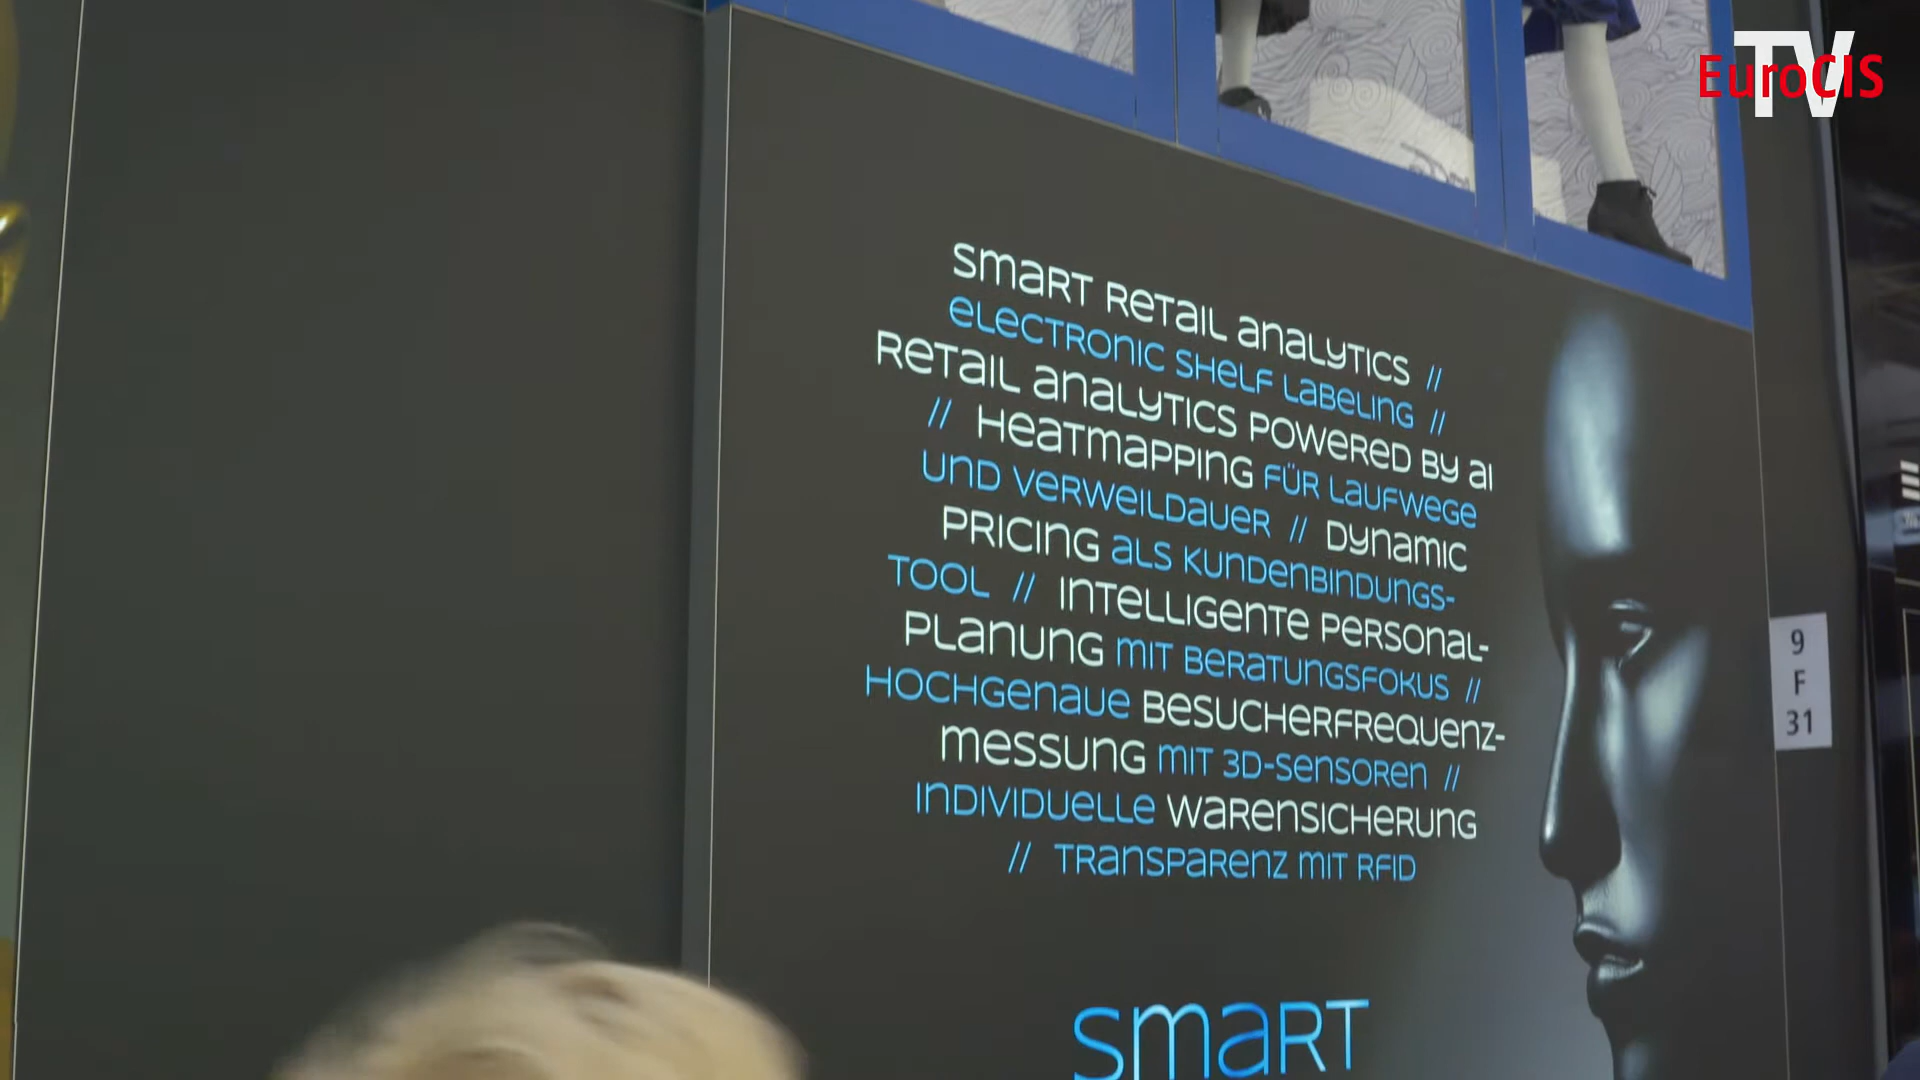 EuroCIS
TV
smart retail analytics //
electronic shelf labeling //
retail analytics powered by ai
// Heatmapping für Laufwege
und Verweildauer // Dynamic
Pricing als Kundenbindungs-
tool // Intelligente Personal-
planung mit Beratungsfokus //
Hochgenaue Besucherfrequenz-
messung mit 3D-Sensoren //
Individuelle Warensicherung
// Transparenz mit RFID
smart
9
F
31